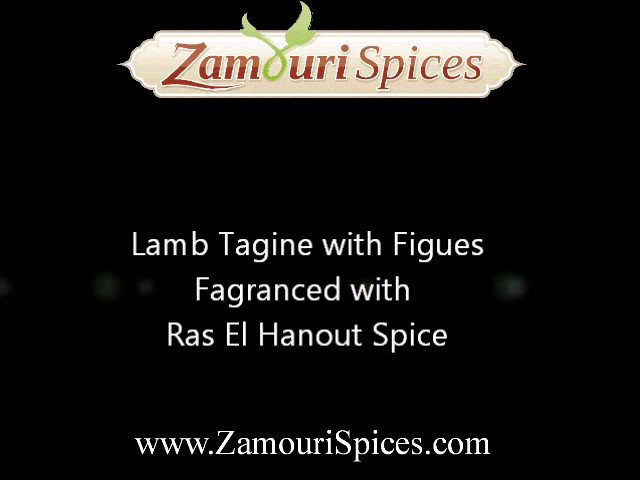 Zamouri Spices
Lamb Tagine with Figues
Fagranced with
Ras El Hanout Spice
www.ZamouriSpices.com